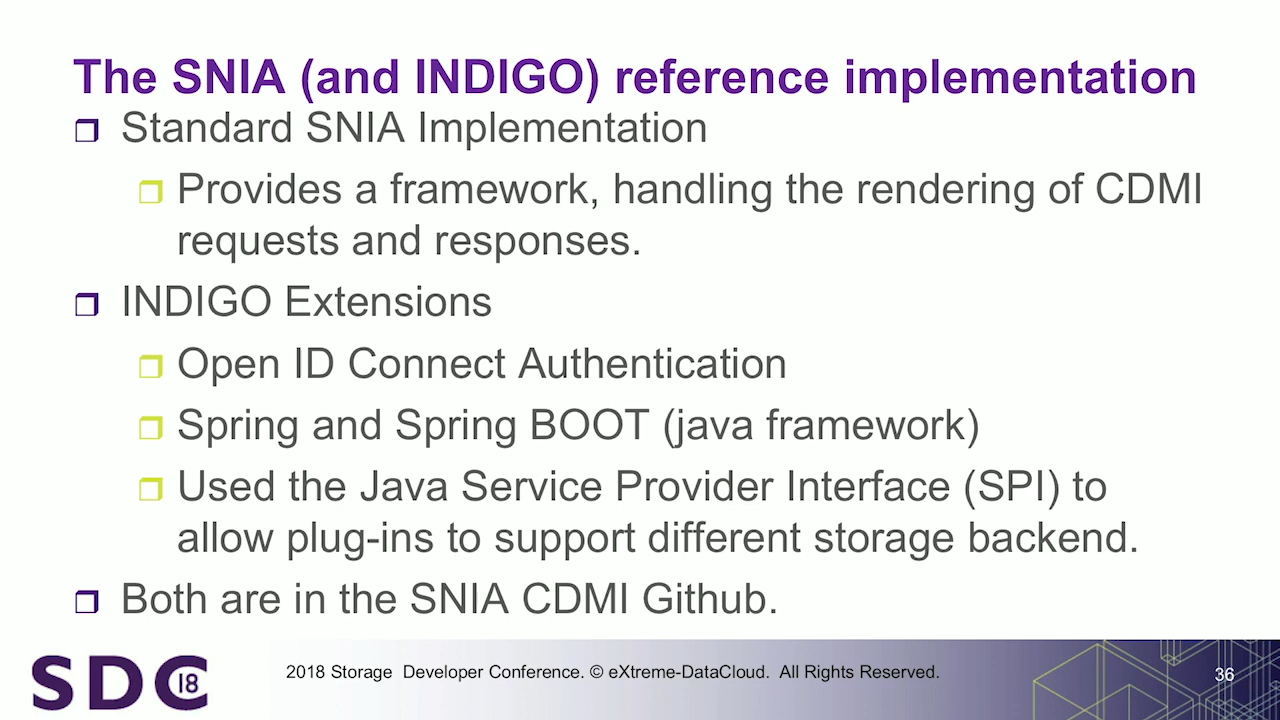 The SNIA (and INDIGO) reference implementation
Standard SNIA Implementation
Provides a framework, handling the rendering of CDMI
requests and responses.
INDIGO Extensions
Open ID Connect Authentication
Spring and Spring BOOT (java framework)
Used the Java Service Provider Interface (SPI) to
allow plug-ins to support different storage backend.
Both are in the SNIA CDMI Github.
SDC 18
2018 Storage Developer Conference. © eXtreme-DataCloud. All Rights Reserved.
36